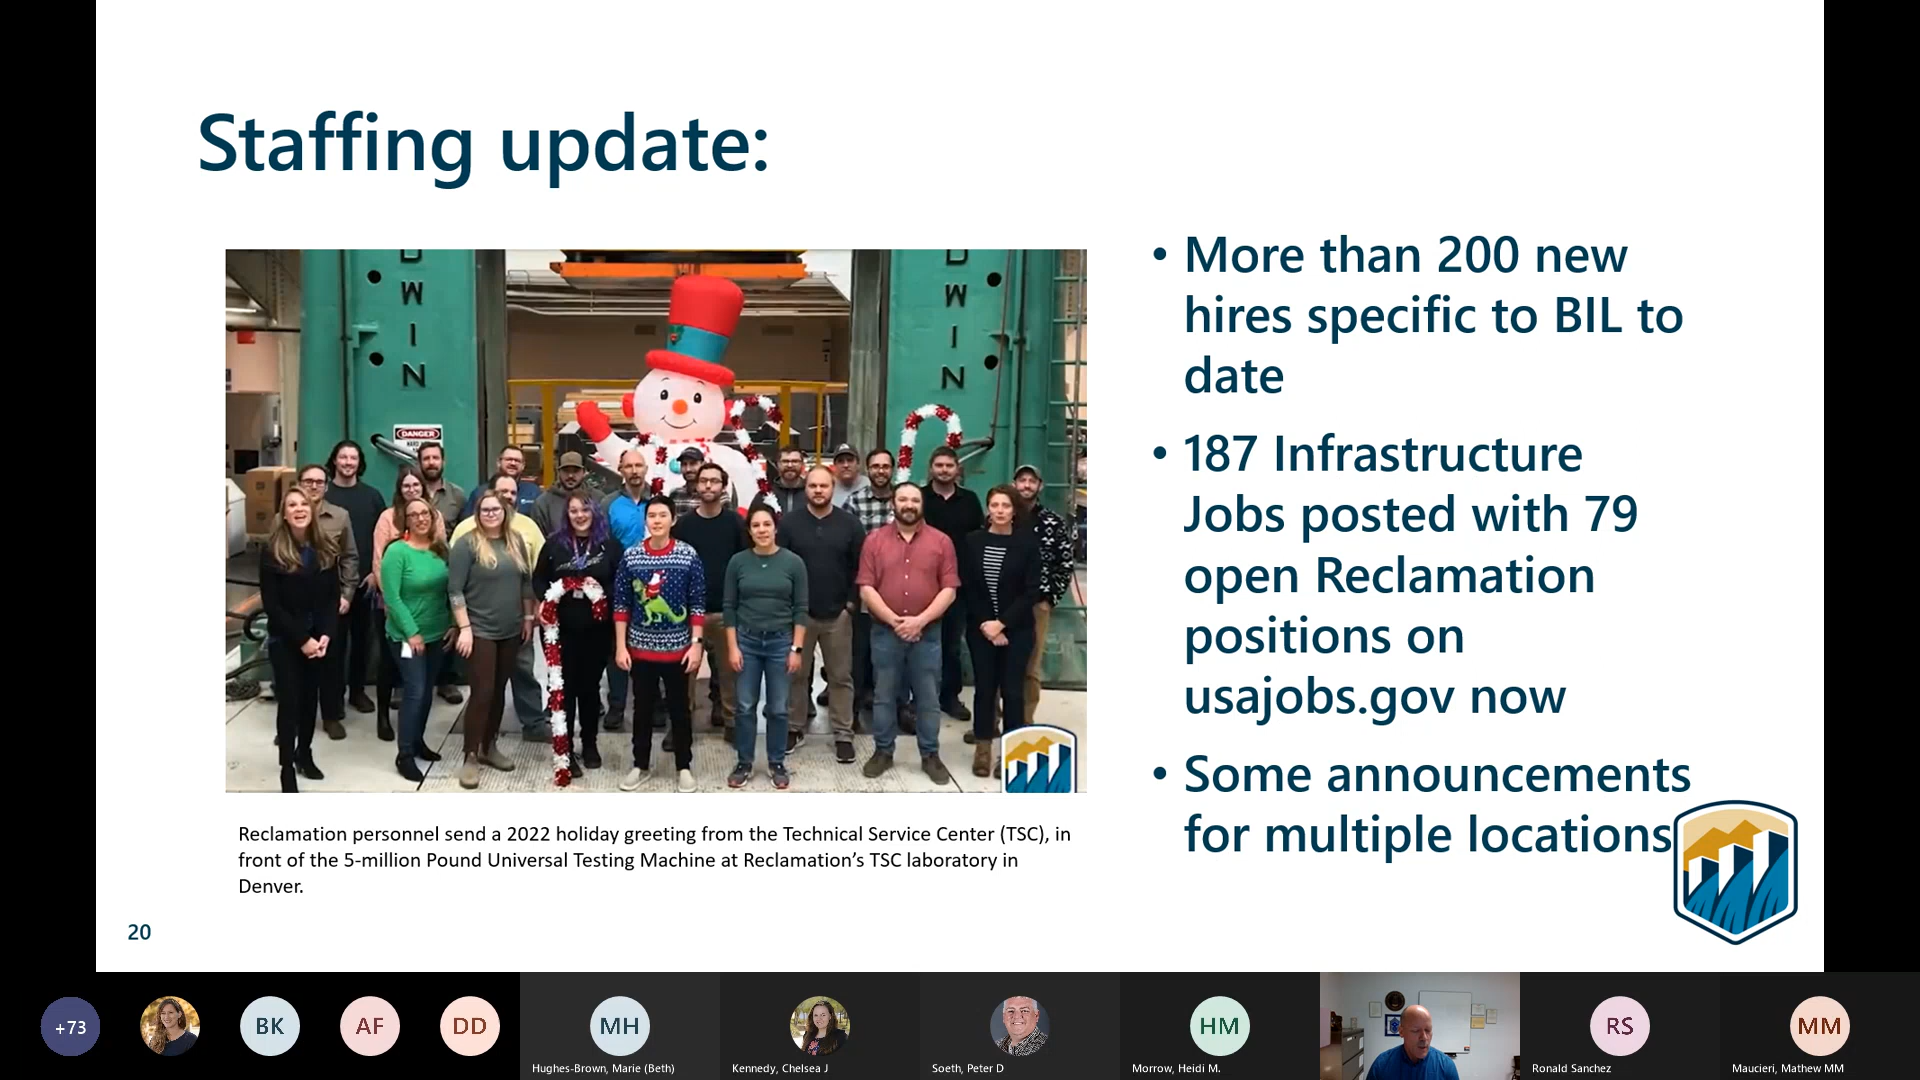 Staffing update:
W
I
N
W
I
N
DANGER
• More than 200 new
hires specific to BIL to
date
• 187 Infrastructure
Jobs posted with 79
open Reclamation
positions on
usajobs.gov now
• Some announcements
for multiple locations
Reclamation personnel send a 2022 holiday greeting from the Technical Service Center (TSC), in
front of the 5-million Pound Universal Testing Machine at Reclamation’s TSC laboratory in
Denver.
20
+73
BK
AF
DD
MH
HM
RS
MM
Hughes-Brown, Marie (Beth)
Kennedy, Chelsea J
Soeth, Peter D
Morrow, Heidi M.
Ronald Sanchez
Maucieri, Mathew MM